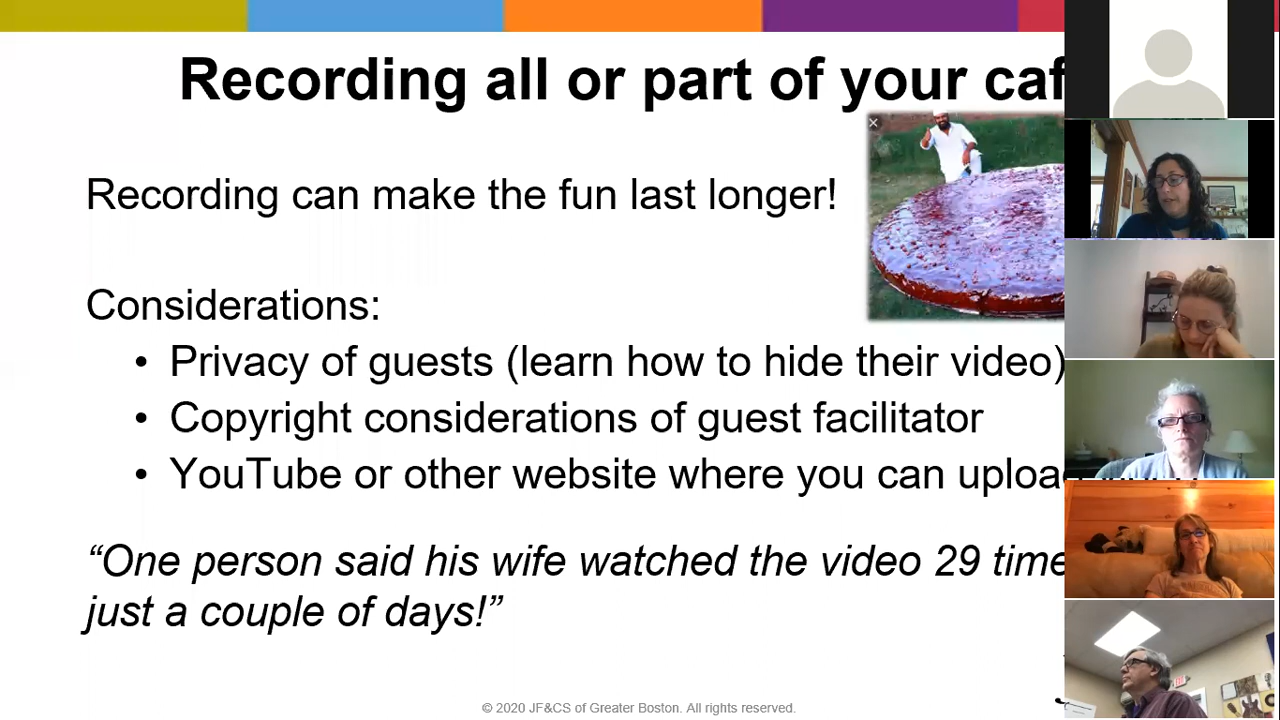 Recording all or part of your caf
Recording can make the fun last longer!
Considerations:
• Privacy of guests (learn how to hide their video)
• Copyright considerations of guest facilitator
• YouTube or other website where you can upload
“One person said his wife watched the video 29 time
just a couple of days!”
© 2020 JF&CS of Greater Boston. All rights reserved.